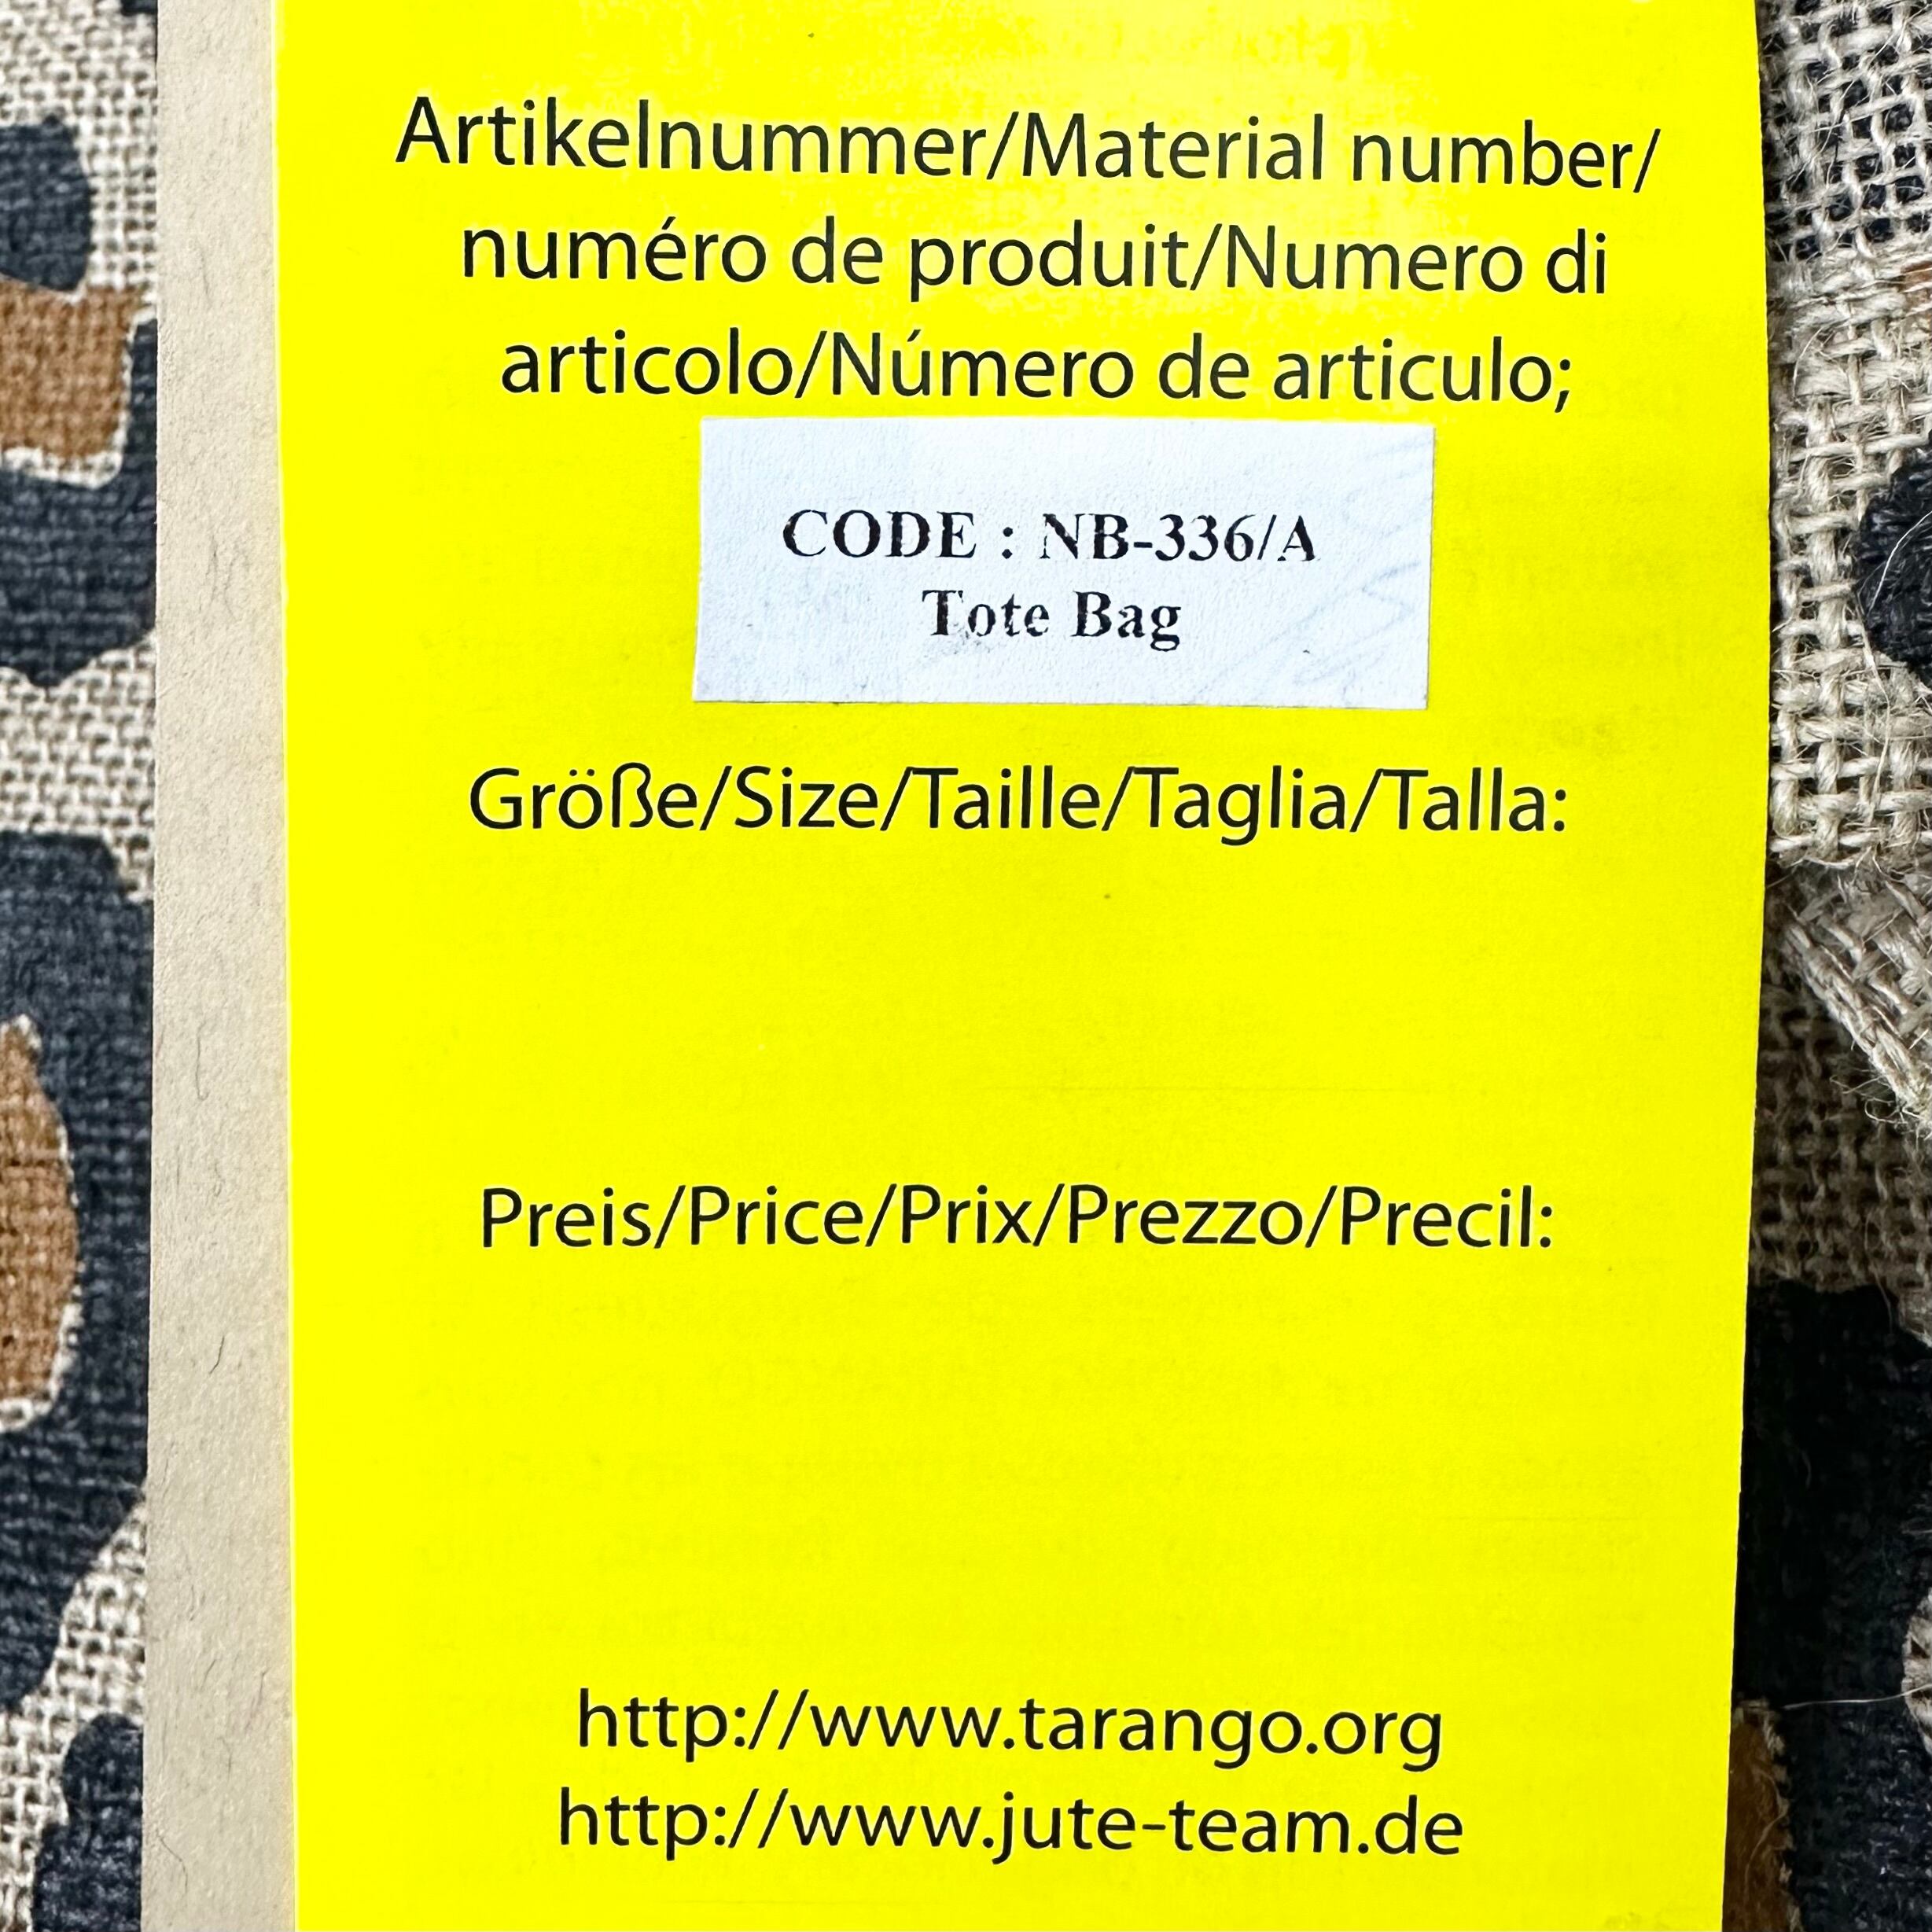 Artikelnummer/Material number/
numéro de produit/Numero di
articolo/Número de articulo;
CODE : NB-336/A
Tote Bag
Größe/Size/Taille/Taglia/Talla:
Preis/Price/Prix/Prezzo/Precil:
http://www.tarango.org
http://www.jute-team.de